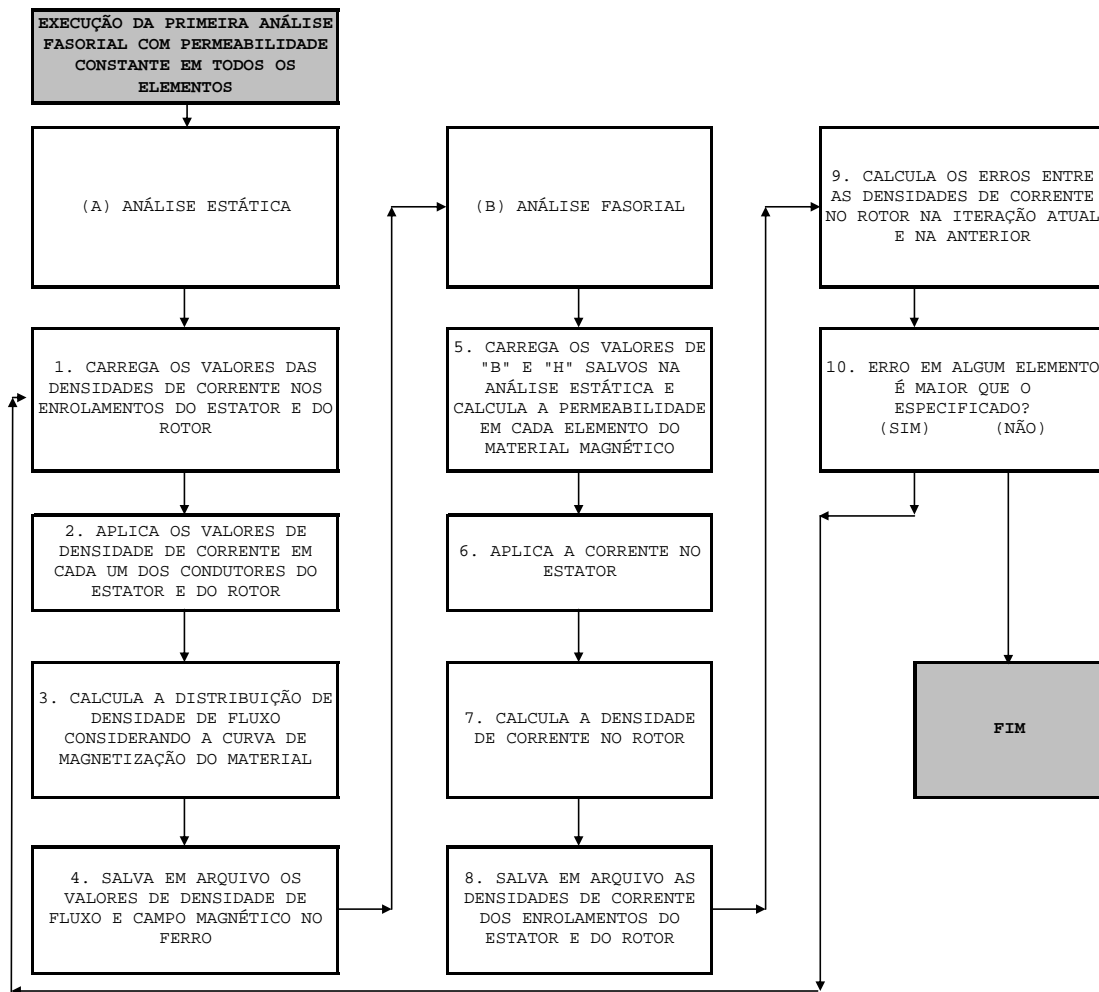 EXECUÇÃO DA PRIMEIRA ANÁLISE
FASORIAL COM PERMEABILIDADE
CONSTANTE EM TODOS OS
ELEMENTOS
(A) ANÁLISE ESTÁTICA
1. CARREGA OS VALORES DAS
DENSIDADES DE CORRENTE NOS
ENROLAMENTOS DO ESTATOR E DO
ROTOR
2. APLICA OS VALORES DE
DENSIDADE DE CORRENTE EM
CADA UM DOS CONDUTORES DO
ESTATOR E DO ROTOR
3. CALCULA A DISTRIBUIÇÃO DE
DENSIDADE DE FLUXO
CONSIDERANDO A CURVA DE
MAGNETIZAÇÃO DO MATERIAL
4. SALVA EM ARQUIVO OS
VALORES DE DENSIDADE DE
FLUXO E CAMPO MAGNÉTICO NO
FERRO
(B) ANÁLISE FASORIAL
5. CARREGA OS VALORES DE
"B" E "H" SALVOS NA
ANÁLISE ESTÁTICA E
CALCULA A PERMEABILIDADE
EM CADA ELEMENTO DO
MATERIAL MAGNÉTICO
6. APLICA A CORRENTE NO
ESTATOR
7. CALCULA A DENSIDADE
DE CORRENTE NO ROTOR
8. SALVA EM ARQUIVO AS
DENSIDADES DE CORRENTE
DOS ENROLAMENTOS DO
ESTATOR E DO ROTOR
9. CALCULA OS ERROS ENTRE
AS DENSIDADES DE CORRENTE
NO ROTOR NA ITERAÇÃO ATUAL
E NA ANTERIOR
10. ERRO EM ALGUM ELEMENTO
É MAIOR QUE O
ESPECIFICADO?
(SIM) (NÃO)
FIM